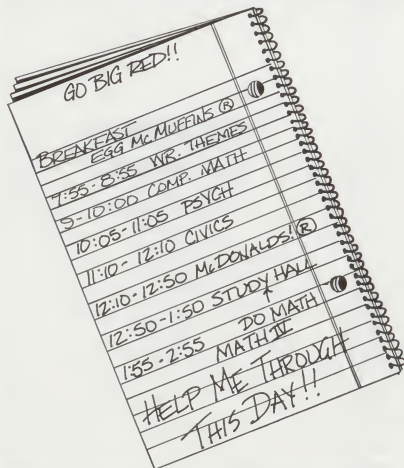 GO BIG RED!!
BREAKFAST
EGG MCMUFFINS ®
7:55-8:55 WR. THEMES
9-10:00 COMP. MATH
10:05-11:05 PSYCH
11:10-12:10 CIVICS
12:10-12:50 MCDONALDS! ®
12:50-1:50 STUDY HALL
+
DO MATH
1:55-2:55 MATH IV
HELP ME THROUGH
THIS DAY!!